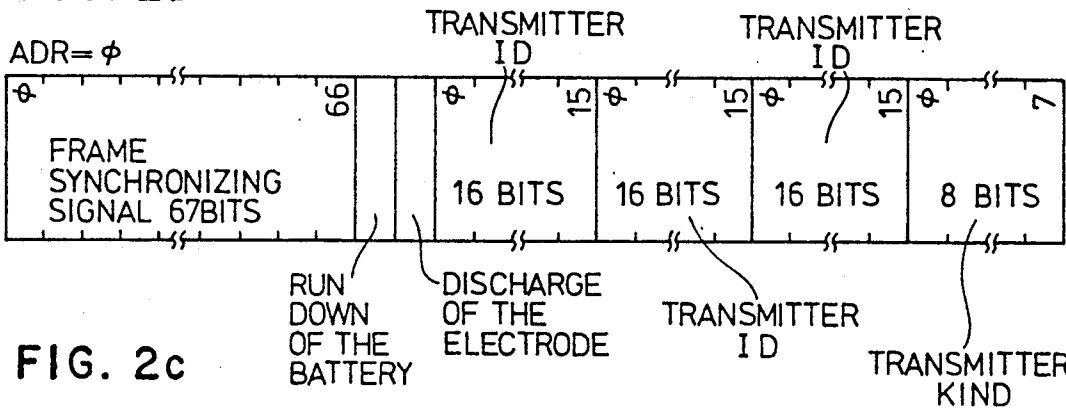 TRANSMITTER
ID
TRANSMITTER
ID
ADR= φ
φ
66
φ
15
φ
15
φ
15
φ
7
FRAME
SYNCHRONIZING
SIGNAL 67BITS
16 BITS
16 BITS
16 BITS
8 BITS
RUN
DOWN
OF THE
BATTERY
DISCHARGE
OF THE
ELECTRODE
TRANSMITTER
ID
TRANSMITTER
KIND
FIG. 2c